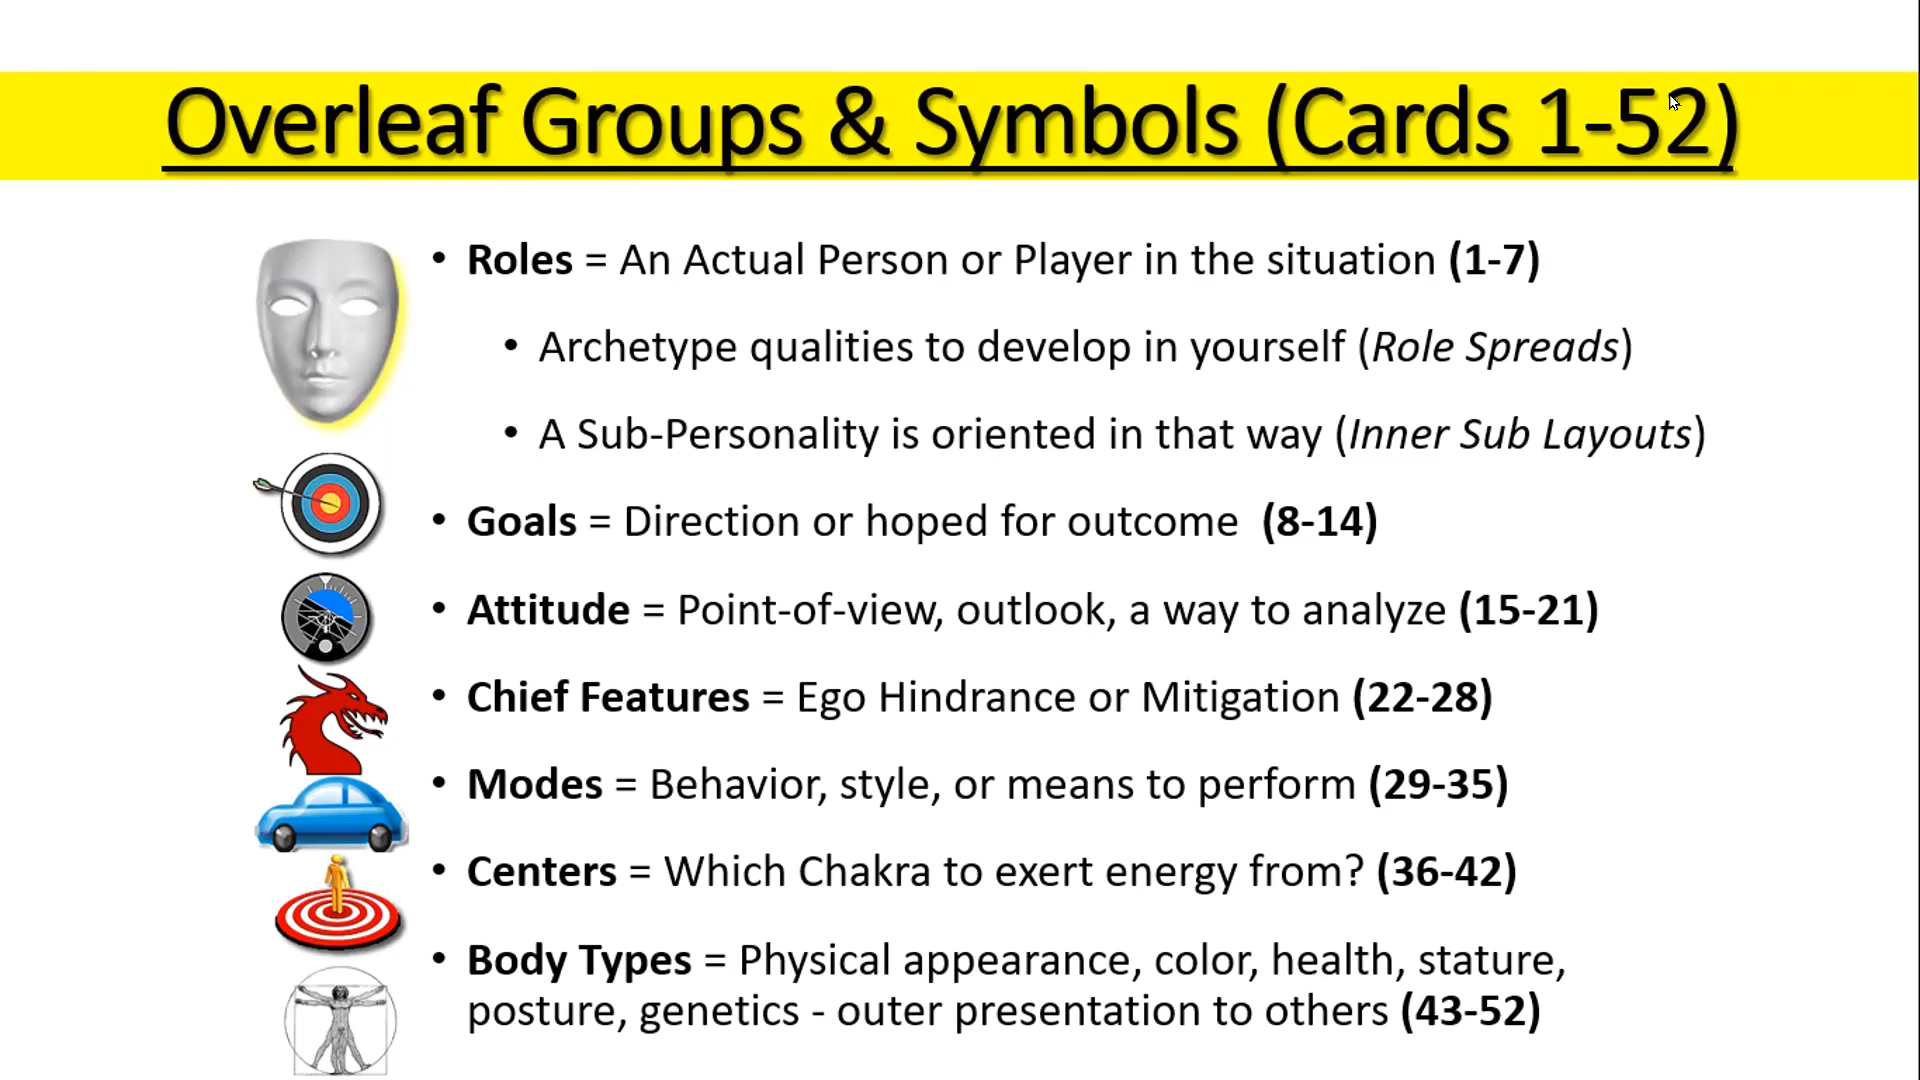 Overleaf Groups & Symbols (Cards 1-52)
• Roles = An Actual Person or Player in the situation (1-7)
• Archetype qualities to develop in yourself (Role Spreads)
• A Sub-Personality is oriented in that way (Inner Sub Layouts)
• Goals = Direction or hoped for outcome  (8-14)
• Attitude = Point-of-view, outlook, a way to analyze (15-21)
• Chief Features = Ego Hindrance or Mitigation (22-28)
• Modes = Behavior, style, or means to perform (29-35)
• Centers = Which Chakra to exert energy from? (36-42)
• Body Types = Physical appearance, color, health, stature,
posture, genetics - outer presentation to others (43-52)